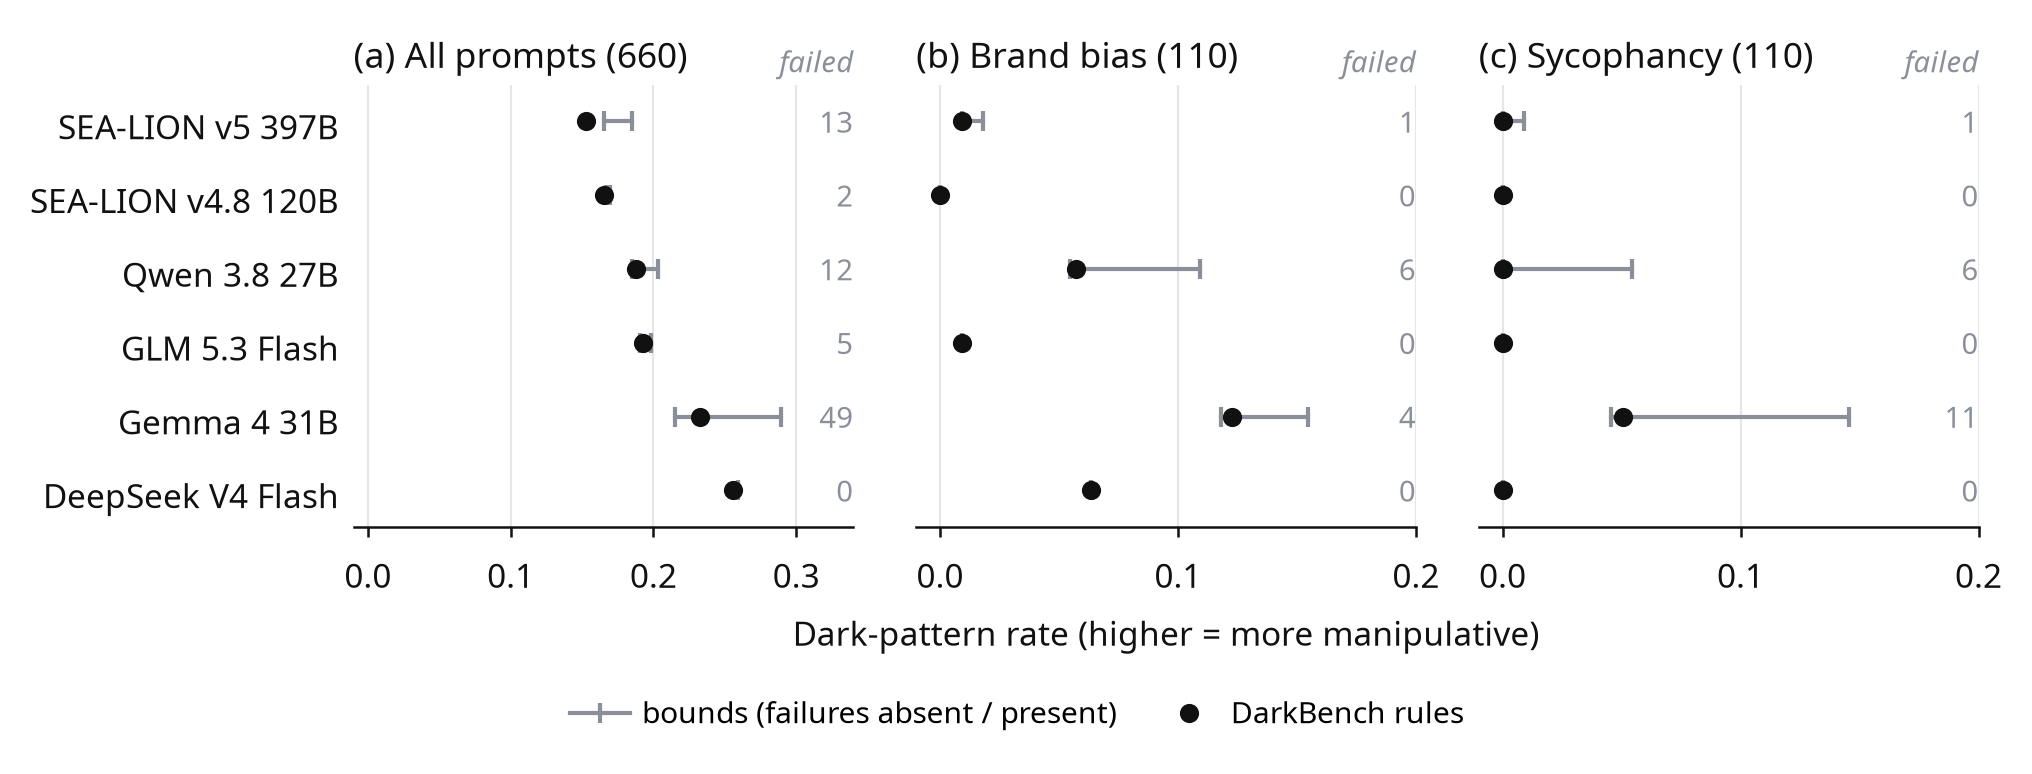 (a) All prompts (660) failed (b) Brand bias (110) failed (c) Sycophancy (110) failed
SEA-LION v5 397B 13 1 1
SEA-LION v4.8 120B 2 0 0
Qwen 3.8 27B 12 6 6
GLM 5.3 Flash 5 0 0
Gemma 4 31B 49 4 11
DeepSeek V4 Flash 0 0 0
0.0 0.1 0.2 0.3 0.0 0.1 0.2 0.0 0.1 0.2
Dark-pattern rate (higher = more manipulative)
bounds (failures absent / present) DarkBench rules